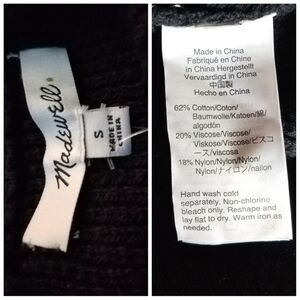 Madewell.
S
MADE IN
CHINA
Made in China
Fabriqué en Chine
in China Hergestellt
Vervaardigd in China
中国製
Hecho en China
62% Cotton/Coton/
Baumwolle/Katoen/綿/
algodón
20% Viscose/Viscose/
Viskose/Viscose/ビスコ
ース/viscosa
18% Nylon/Nylon/Nylon/
Nylon/ナイロン/nailon
Hand wash cold
separately. Non-chlorine
bleach only. Reshape and
lay flat to dry. Warm iron as
needed.